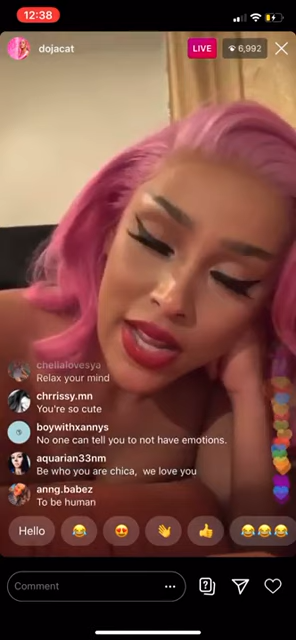 12:38
dojacat
LIVE
6,992
chellalovesya
Relax your mind
chrrissy.mn
You're so cute
boywithxannys
No one can tell you to not have emotions.
aquarian33nm
Be who you are chica, we love you
anng.babez
To be human
Hello
Comment